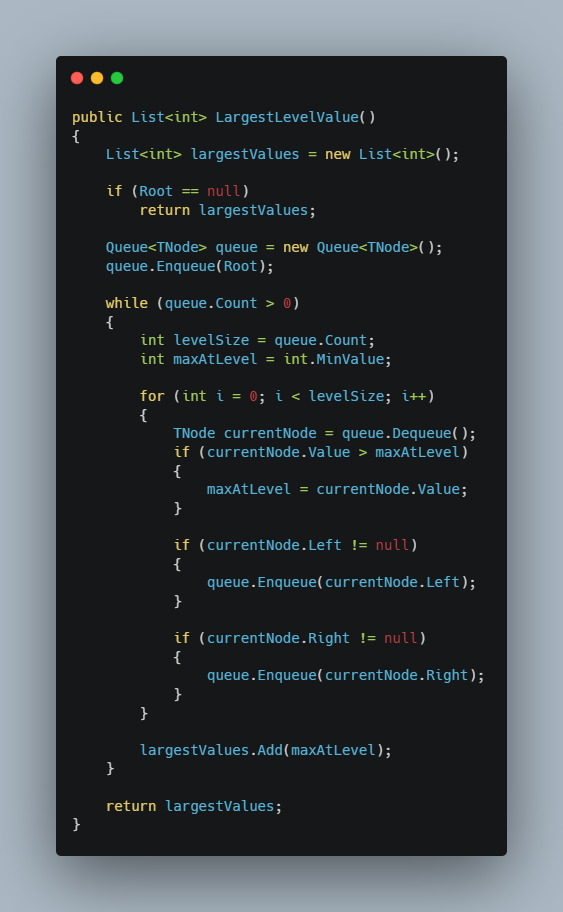 public List<int> LargestLevelValue()
{
    List<int> largestValues = new List<int>();

    if (Root == null)
        return largestValues;

    Queue<TNode> queue = new Queue<TNode>();
    queue.Enqueue(Root);

    while (queue.Count > 0)
    {
        int levelSize = queue.Count;
        int maxAtLevel = int.MinValue;

        for (int i = 0; i < levelSize; i++)
        {
            TNode currentNode = queue.Dequeue();
            if (currentNode.Value > maxAtLevel)
            {
                maxAtLevel = currentNode.Value;
            }

            if (currentNode.Left != null)
            {
                queue.Enqueue(currentNode.Left);
            }

            if (currentNode.Right != null)
            {
                queue.Enqueue(currentNode.Right);
            }
        }

        largestValues.Add(maxAtLevel);
    }

    return largestValues;
}